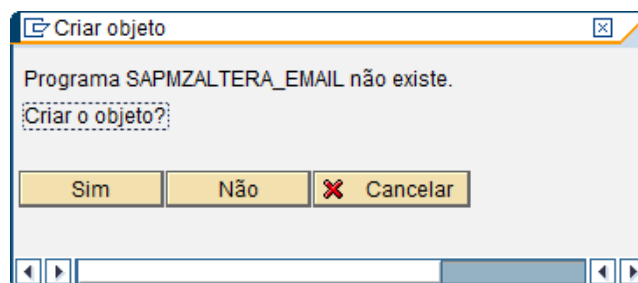 Criar objeto
Programa SAPMZALTERA_EMAIL não existe.
Criar o objeto?
Sim Não Cancelar